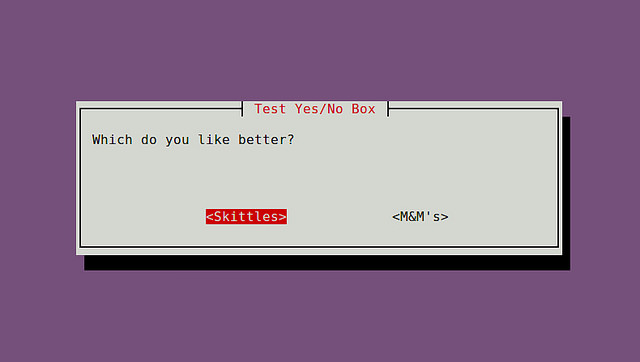 Test Yes/No Box
Which do you like better?
<Skittles> <M&M's>